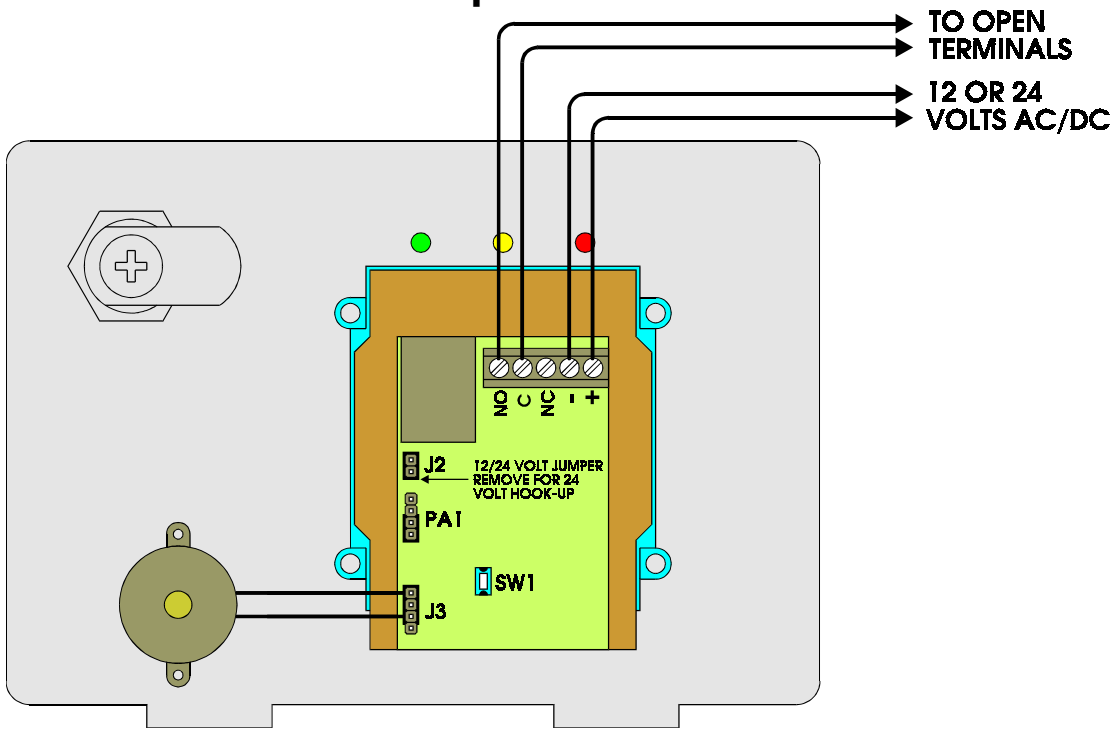 TO OPEN
TERMINALS
12 OR 24
VOLTS AC/DC
NO
C
NC
-
+
J2
12/24 VOLT JUMPER
REMOVE FOR 24
VOLT HOOK-UP
PA1
SW1
J3